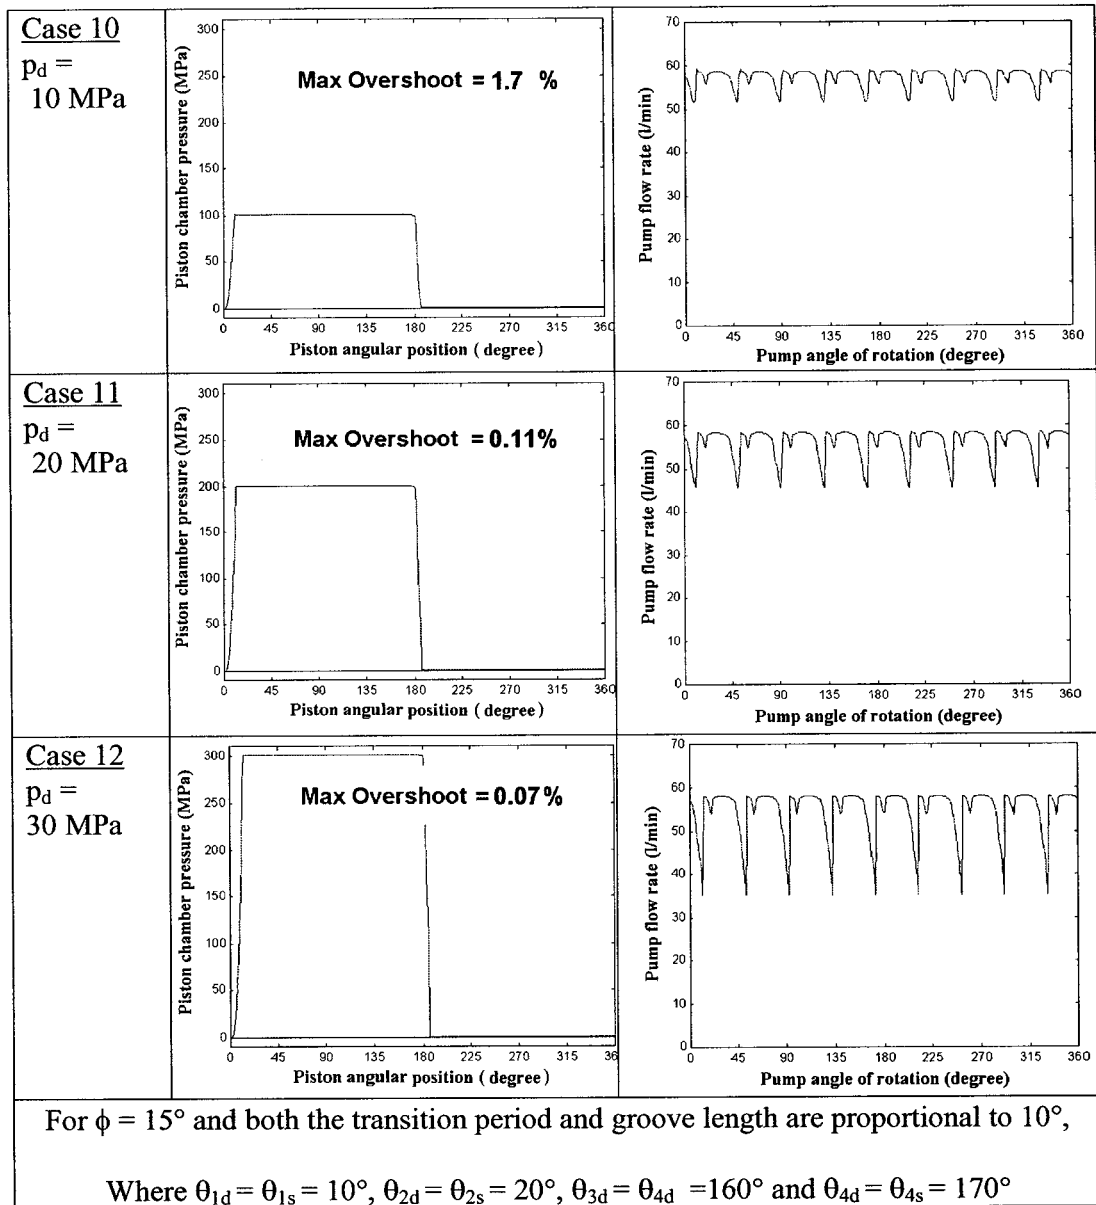 Case 10
p_d =
10 MPa
Piston chamber pressure (MPa)
300
250
200
150
100
50
0
Max Overshoot = 1.7 %
0 45 90 135 180 225 270 315 360
Piston angular position ( degree )
Pump flow rate (l/min)
70
60
50
40
30
20
10
0
0 45 90 135 180 225 270 315 360
Pump angle of rotation (degree)
Case 11
p_d =
20 MPa
Piston chamber pressure (MPa)
300
250
200
150
100
50
0
Max Overshoot = 0.11%
0 45 90 135 180 225 270 315 360
Piston angular position ( degree )
Pump flow rate (l/min)
70
60
50
40
30
20
10
0
0 45 90 135 180 225 270 315 360
Pump angle of rotation (degree)
Case 12
p_d =
30 MPa
Piston chamber pressure (MPa)
300
250
200
150
100
50
0
Max Overshoot = 0.07%
0 45 90 135 180 225 270 315 36
Piston angular position ( degree )
Pump flow rate (l/min)
70
60
50
40
30
20
10
0
0 45 90 135 180 225 270 315 360
Pump angle of rotation (degree)
For ϕ = 15° and both the transition period and groove length are proportional to 10°,
Where θ1d = θ1s = 10°, θ2d = θ2s = 20°, θ3d = θ4d =160° and θ4d = θ4s = 170°